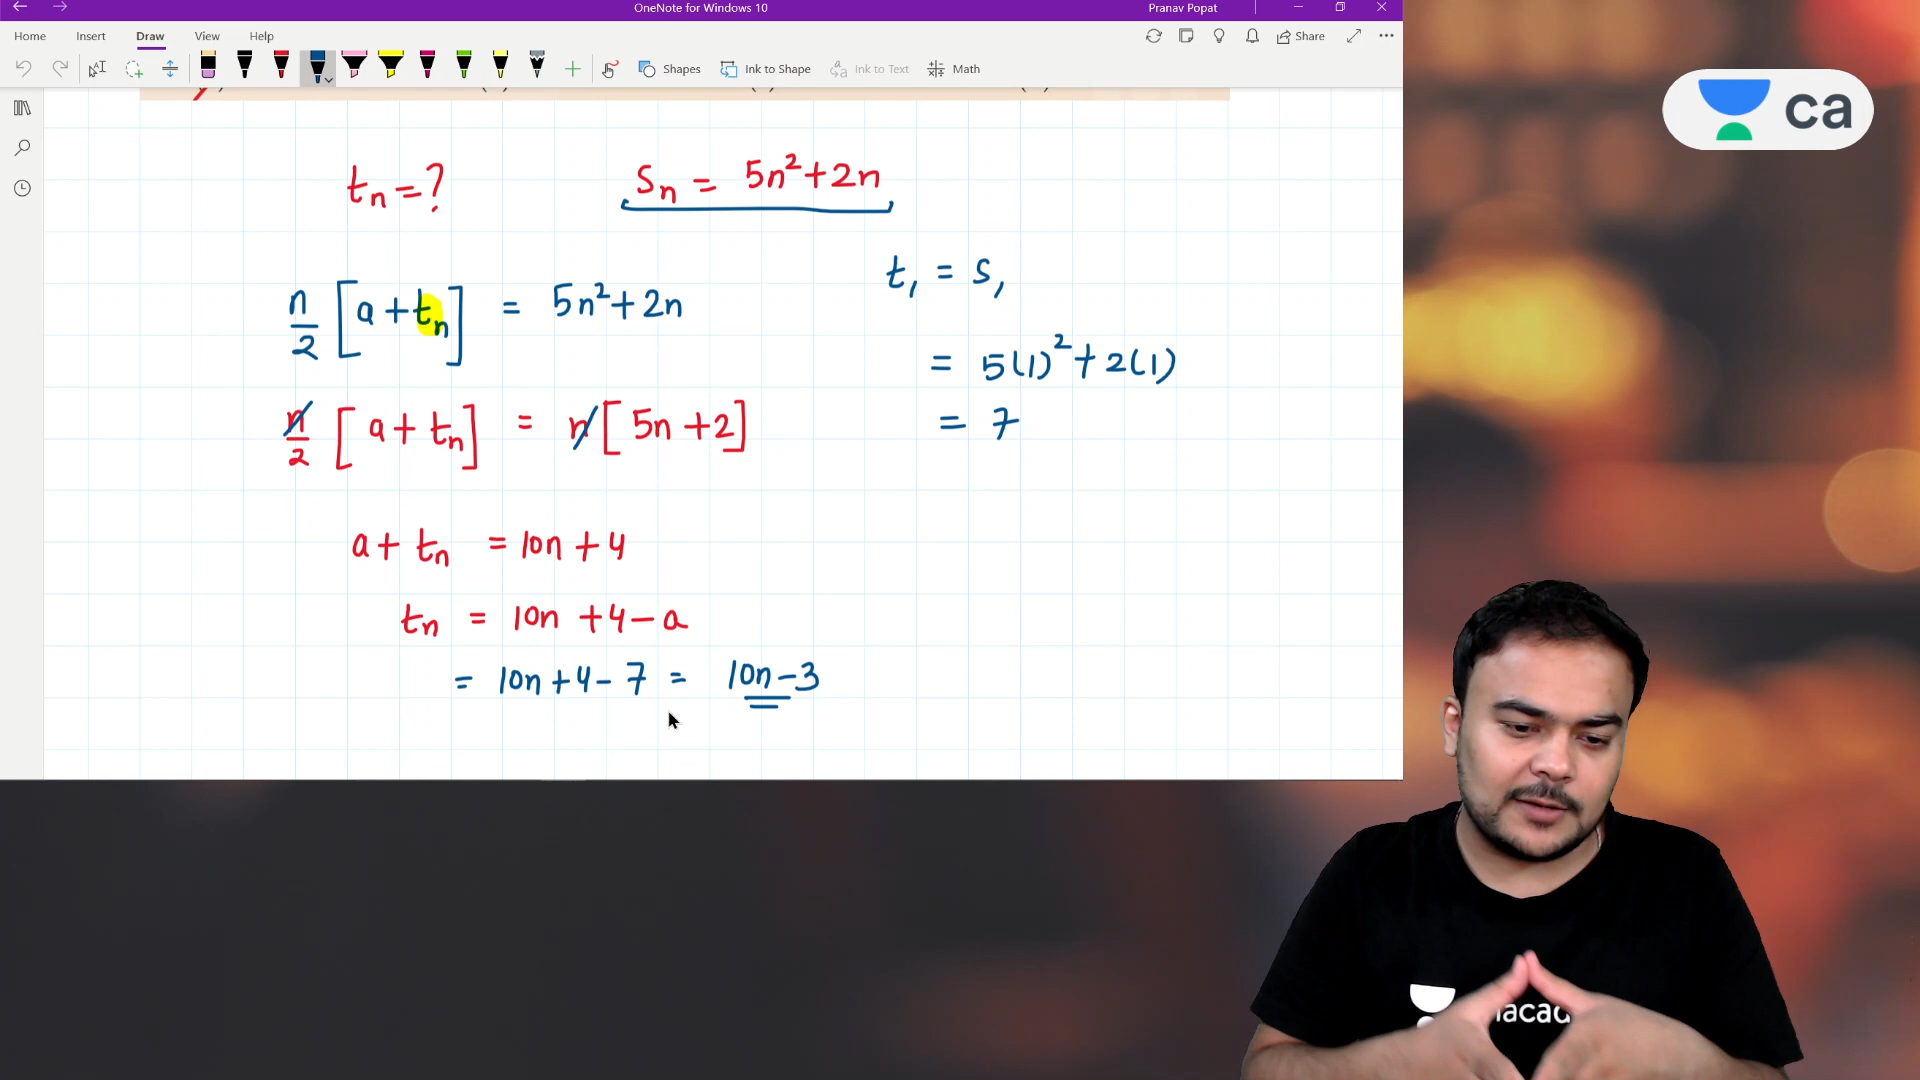 OneNote for Windows 10
Pranav Popat
Home Insert Draw View Help
Share
Shapes Ink to Shape Ink to Text Math
ca
tn = ?
Sn = 5n²+2n
t₁ = S₁
n/2 [a + tn] = 5n²+2n
= 5(1)²+2(1)
n/2 [a + tn] = n[5n+2]
= 7
a + tn = 10n + 4
tn = 10n + 4 - a
= 10n + 4 - 7 = 10n - 3